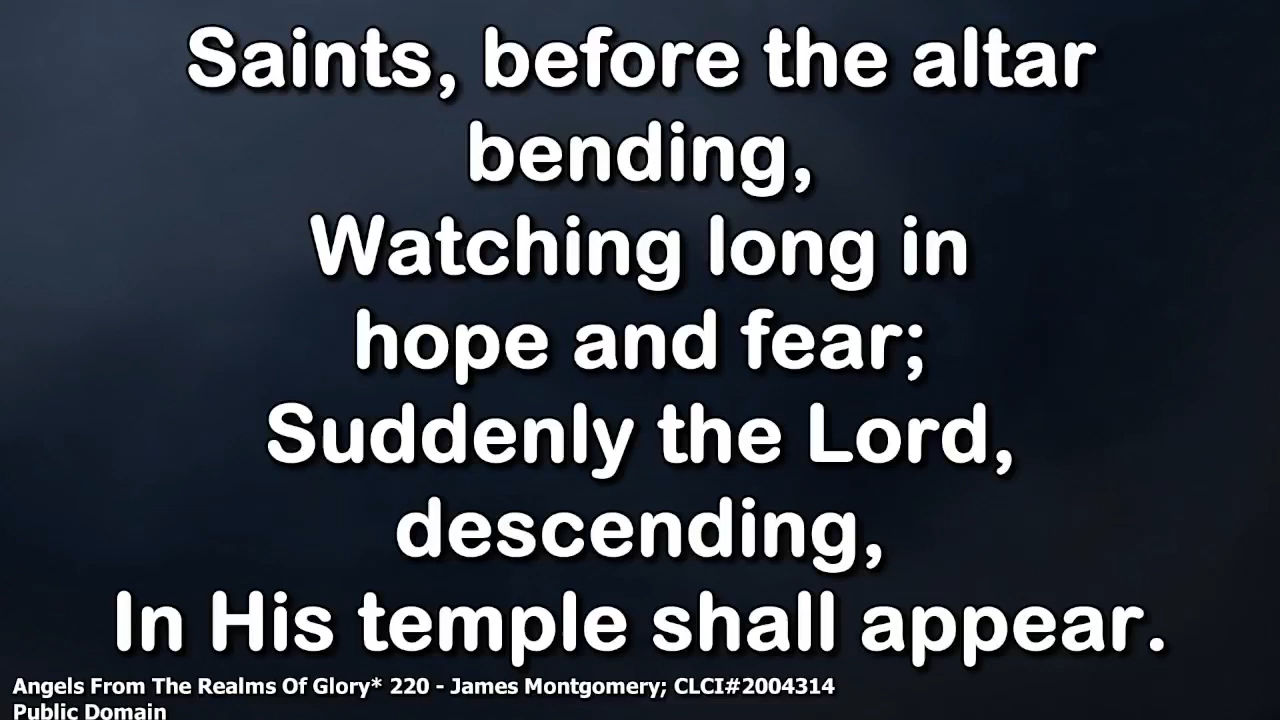 Saints, before the altar
bending,
Watching long in
hope and fear;
Suddenly the Lord,
descending,
In His temple shall appear.
Angels From The Realms Of Glory* 220 - James Montgomery; CLCI#2004314
Public Domain